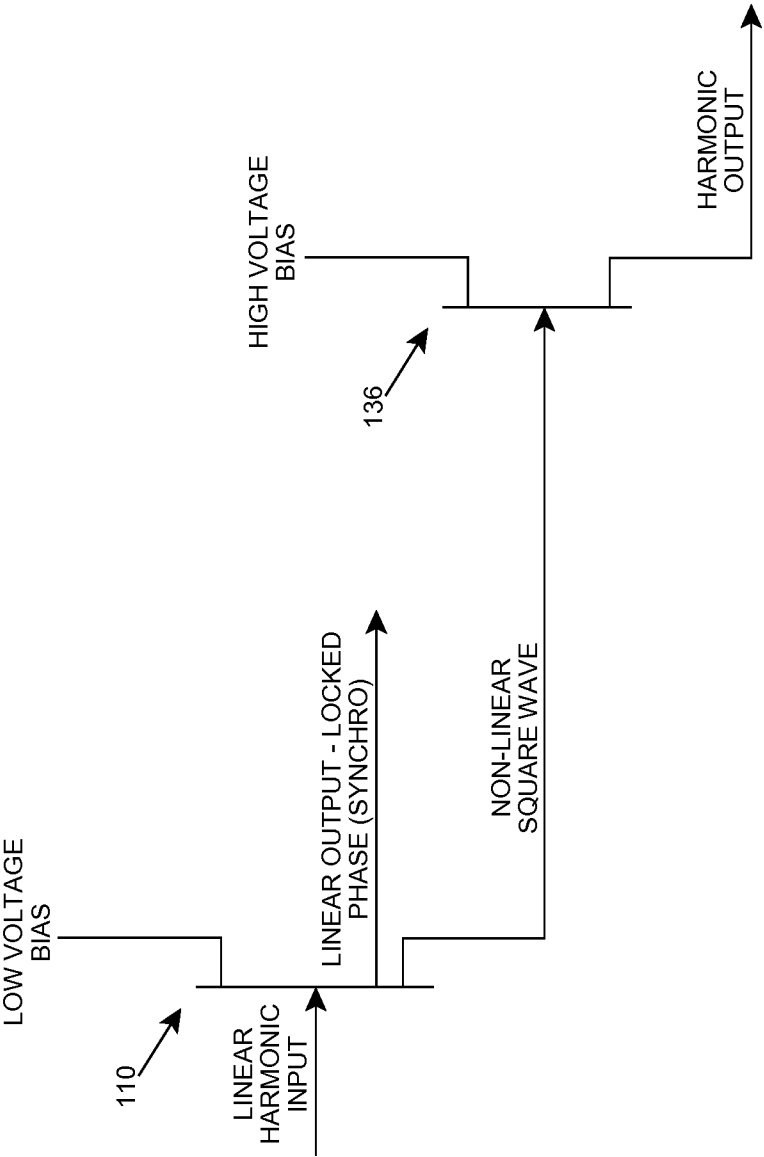 LOW VOLTAGE
BIAS
110
LINEAR
HARMONIC
INPUT
LINEAR OUTPUT - LOCKED
PHASE (SYNCHRO)
NON-LINEAR
SQUARE WAVE
HIGH VOLTAGE
BIAS
136
HARMONIC
OUTPUT